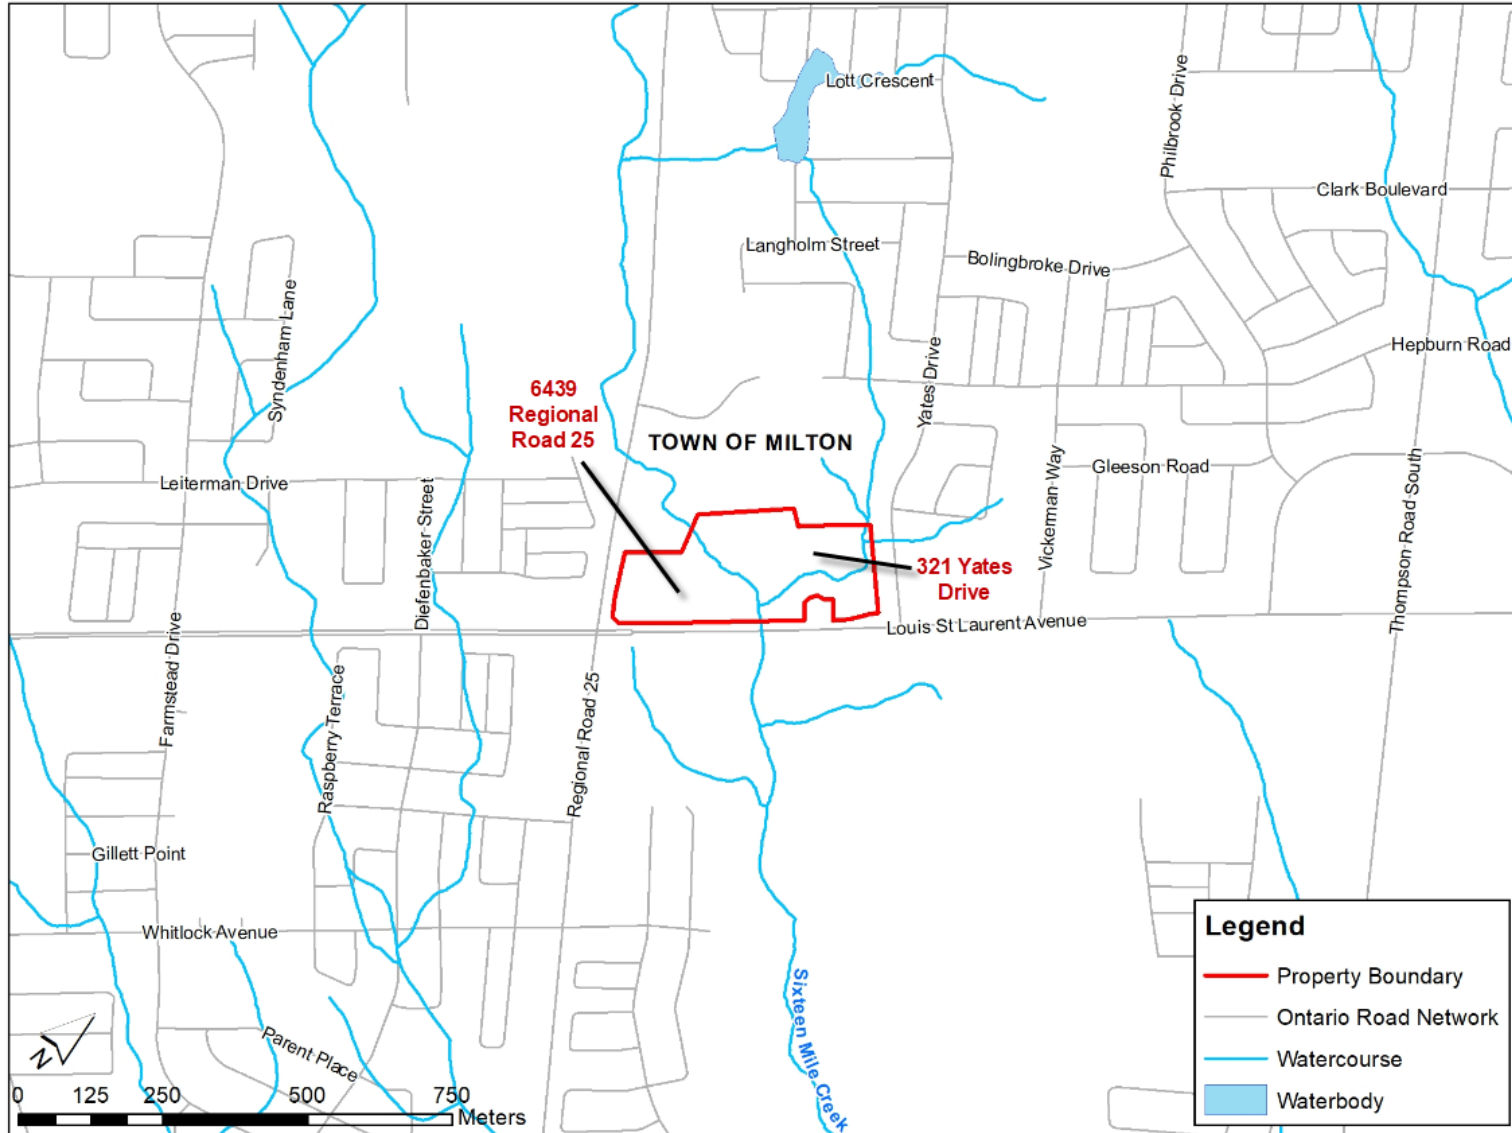 Lott Crescent
Philbrook Drive
Clark Boulevard
Langholm Street
Bolingbroke Drive
Syndenham Lane
Hepburn Road
6439
Regional
Road 25
Yates Drive
TOWN OF MILTON
Vickerman Way
Gleeson Road
Thompson Road South
Leiterman Drive
Diefenbaker Street
321 Yates
Drive
Louis St Laurent Avenue
Farmstead Drive
Raspberry Terrace
Regional Road 25
Gillett Point
Whitlock Avenue
Sixteen Mile Creek
Parent Place
N
0 125 250 500 750
Meters
Legend
Property Boundary
Ontario Road Network
Watercourse
Waterbody